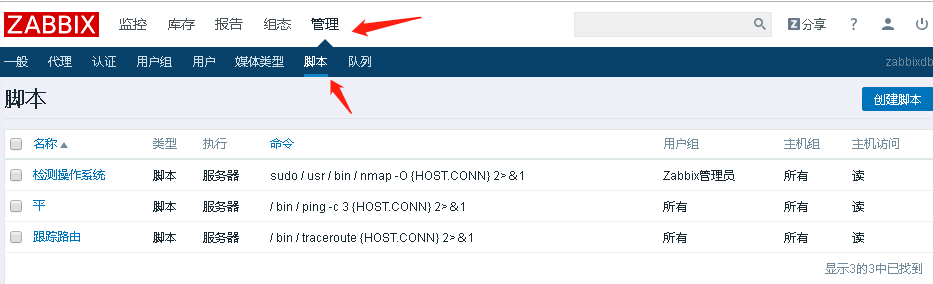 ZABBIX 监控 库存 报告 组态 管理 Z分享 ?
一般 代理 认证 用户组 用户 媒体类型 脚本 队列 zabbixdb
脚本 创建脚本
名称 类型 执行 命令 用户组 主机组 主机访问
检测操作系统 脚本 服务器 sudo / usr / bin / nmap -O {HOST.CONN} 2>＆1 Zabbix管理员 所有 读
平 脚本 服务器 / bin / ping -c 3 {HOST.CONN} 2>＆1 所有 所有 读
跟踪路由 脚本 服务器 / bin / traceroute {HOST.CONN} 2>＆1 所有 所有 读
显示3的3中已找到